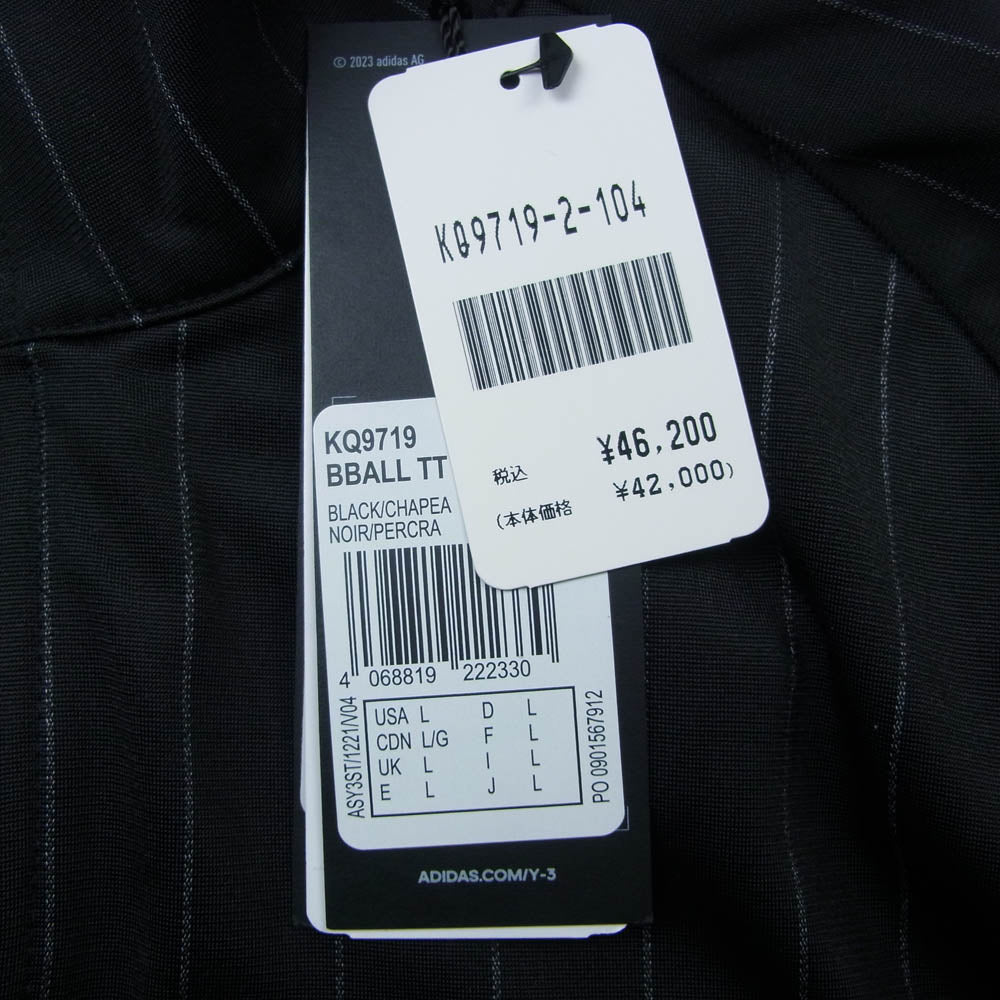 © 2023 adidas AG
KQ9719-2-104
¥46,200
税込
(本体価格 ¥42,000)
KQ9719
BBALL TT
BLACK/CHAPEA
NOIR/PERCRA
4 068819 222330
USA L D L
CDN L/G F L
UK L I L
E L J L
ASY3ST/1221/V04
PO 0901567912
ADIDAS.COM/Y-3